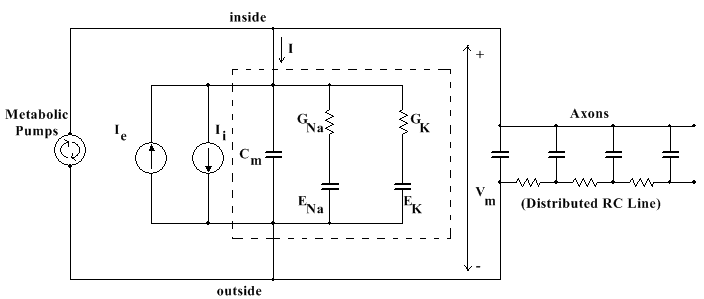 inside
I
+
Metabolic
Pumps
I e
I i
C m
G Na
G K
E Na
E K
V m
-
Axons
(Distributed RC Line)
outside